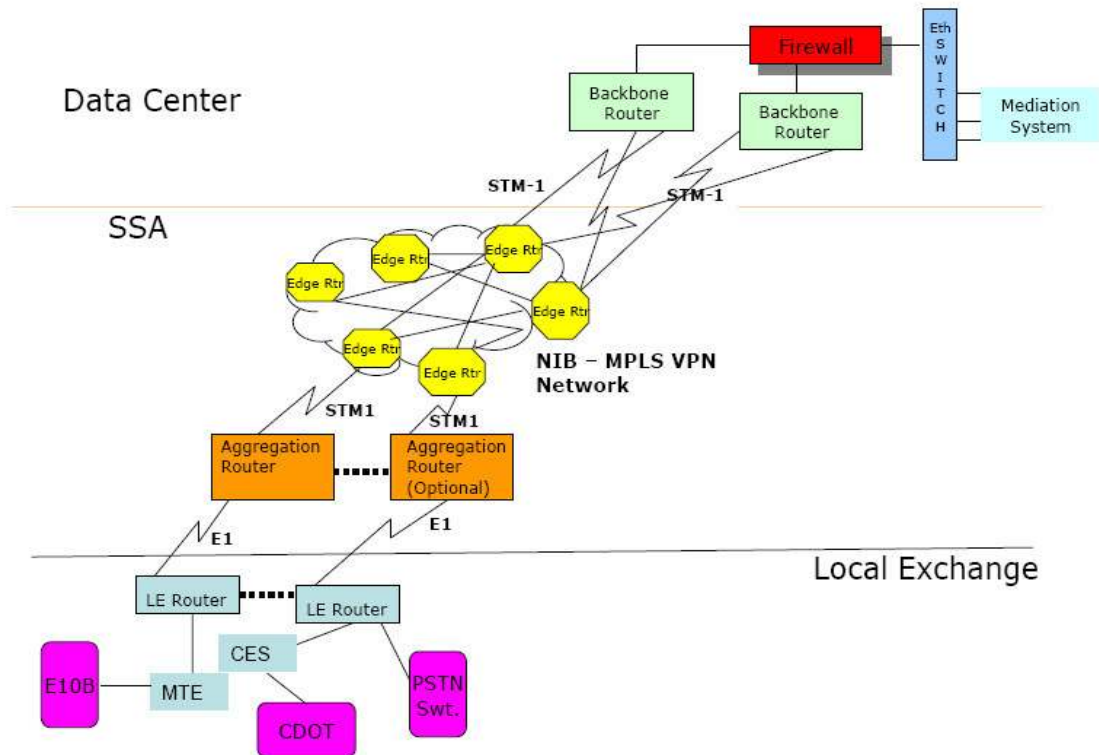 Firewall
Eth
S
W
I
T
C
H
Backbone
Router
Backbone
Router
Mediation
System
Data Center
STM-1
STM-1
SSA
Edge Rtr
Edge Rtr
Edge Rtr
Edge Rtr
Edge Rtr
Edge Rtr
NIB – MPLS VPN
Network
STM1
STM1
Aggregation
Router
Aggregation
Router
(Optional)
E1
E1
Local Exchange
LE Router
LE Router
CES
E10B
MTE
PSTN
Swt.
CDOT